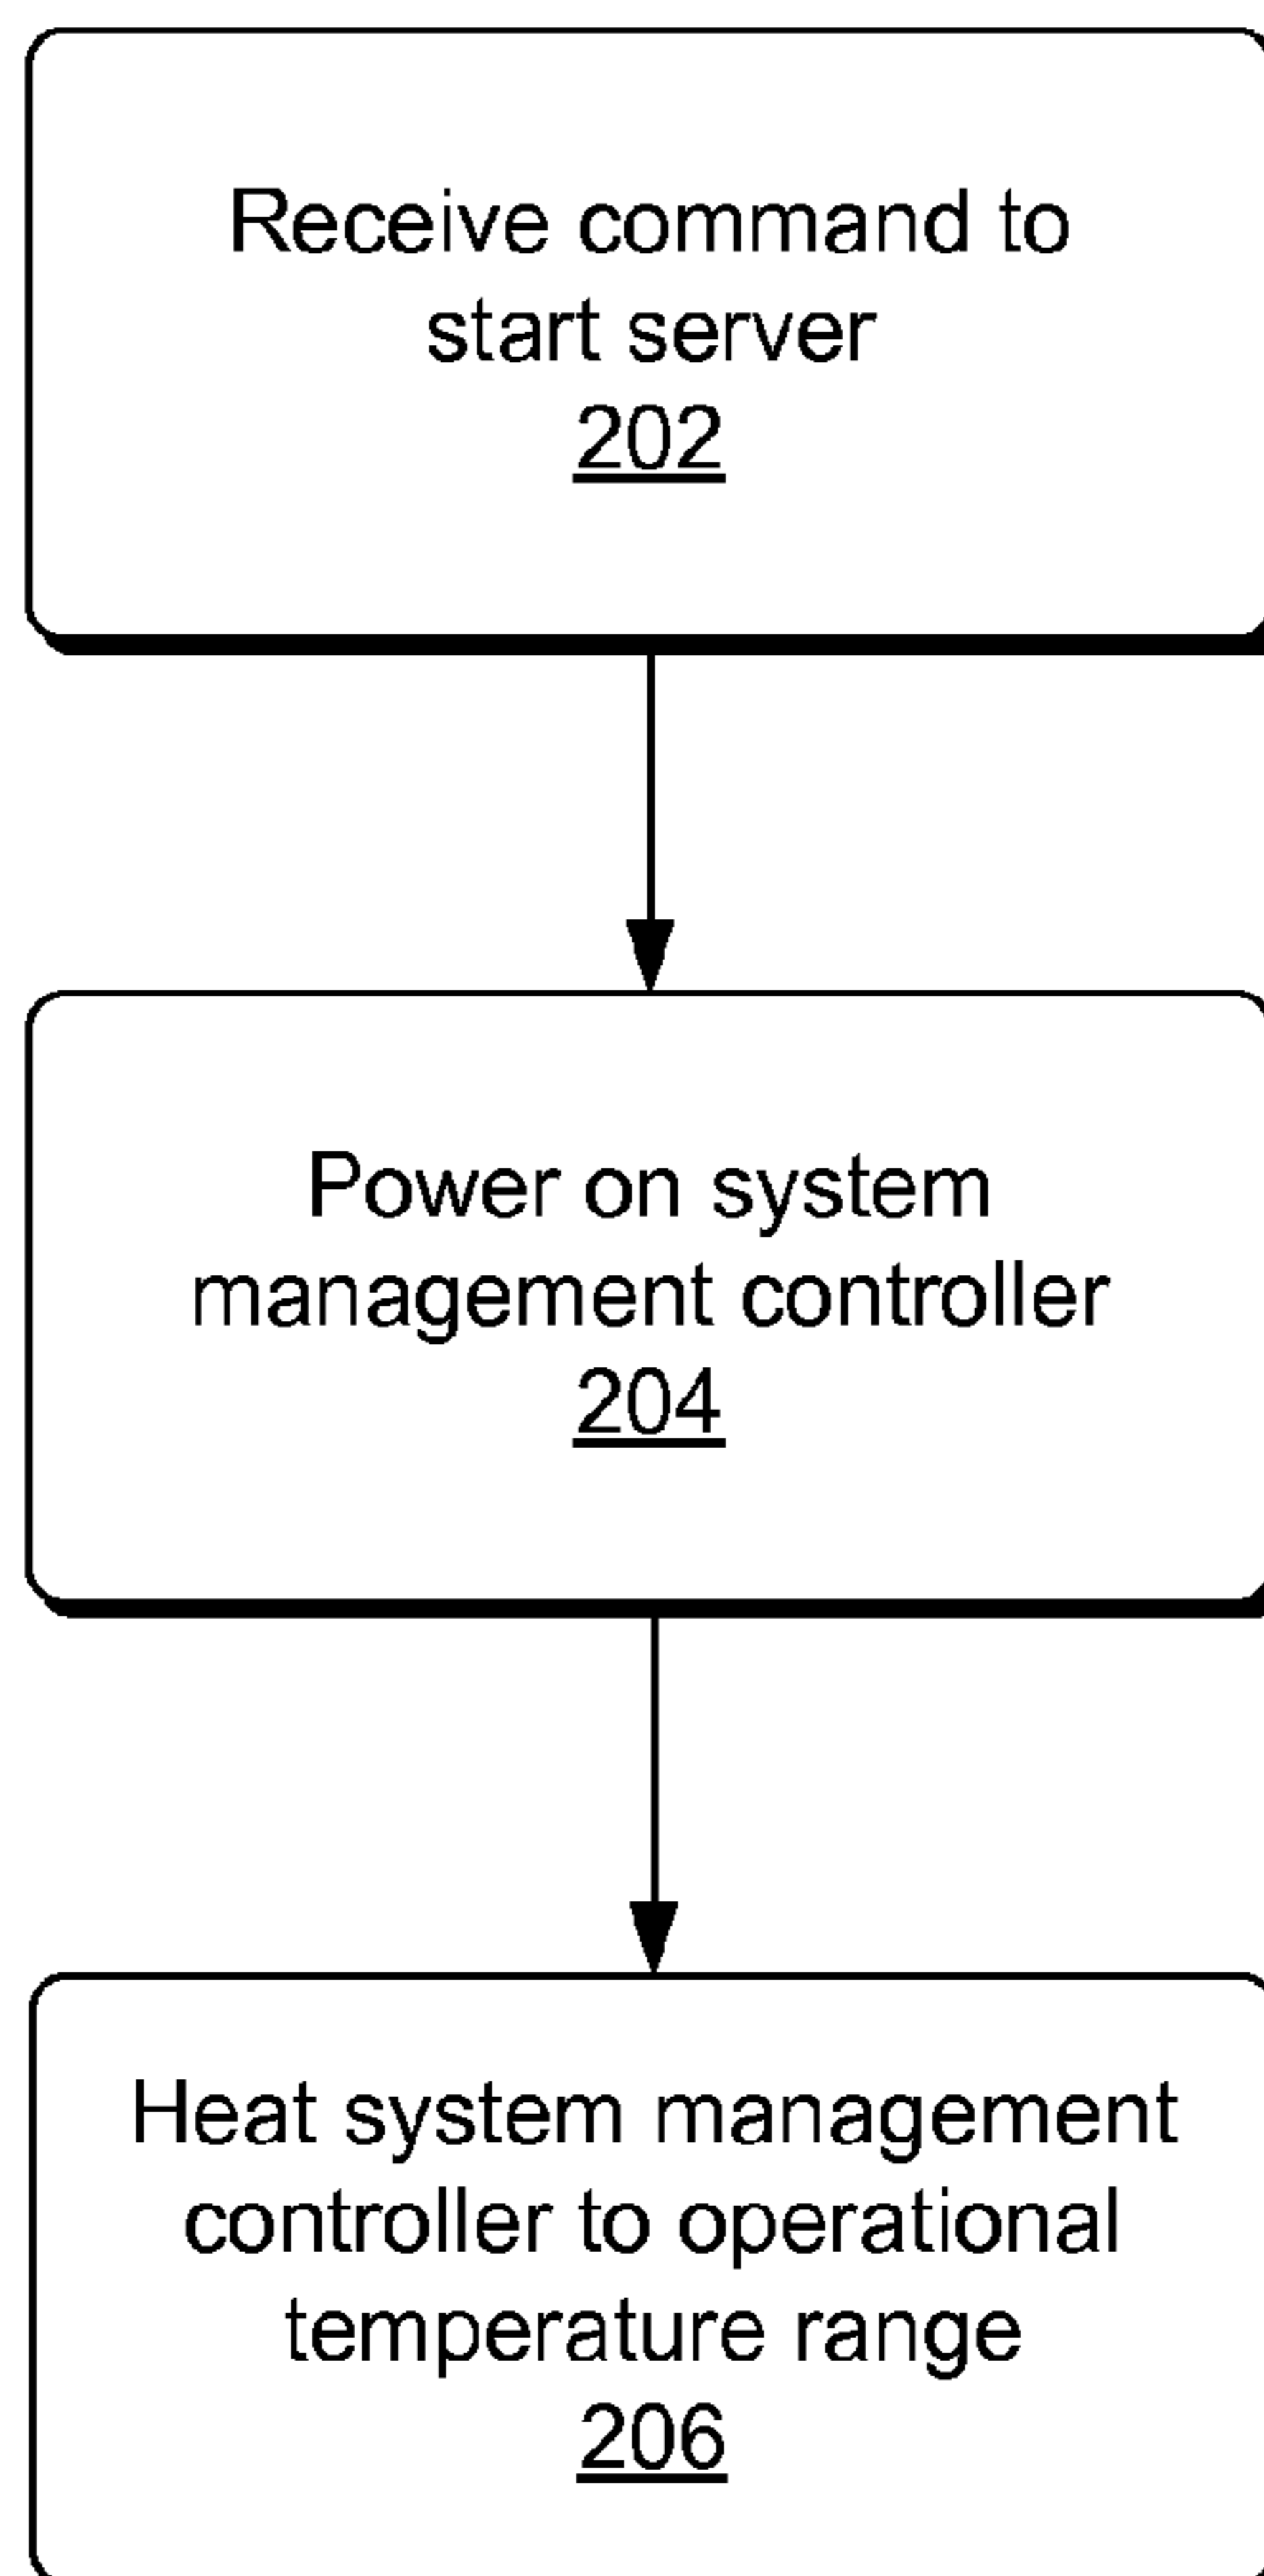 Receive command to
start server
202
Power on system
management controller
204
Heat system management
controller to operational
temperature range
206